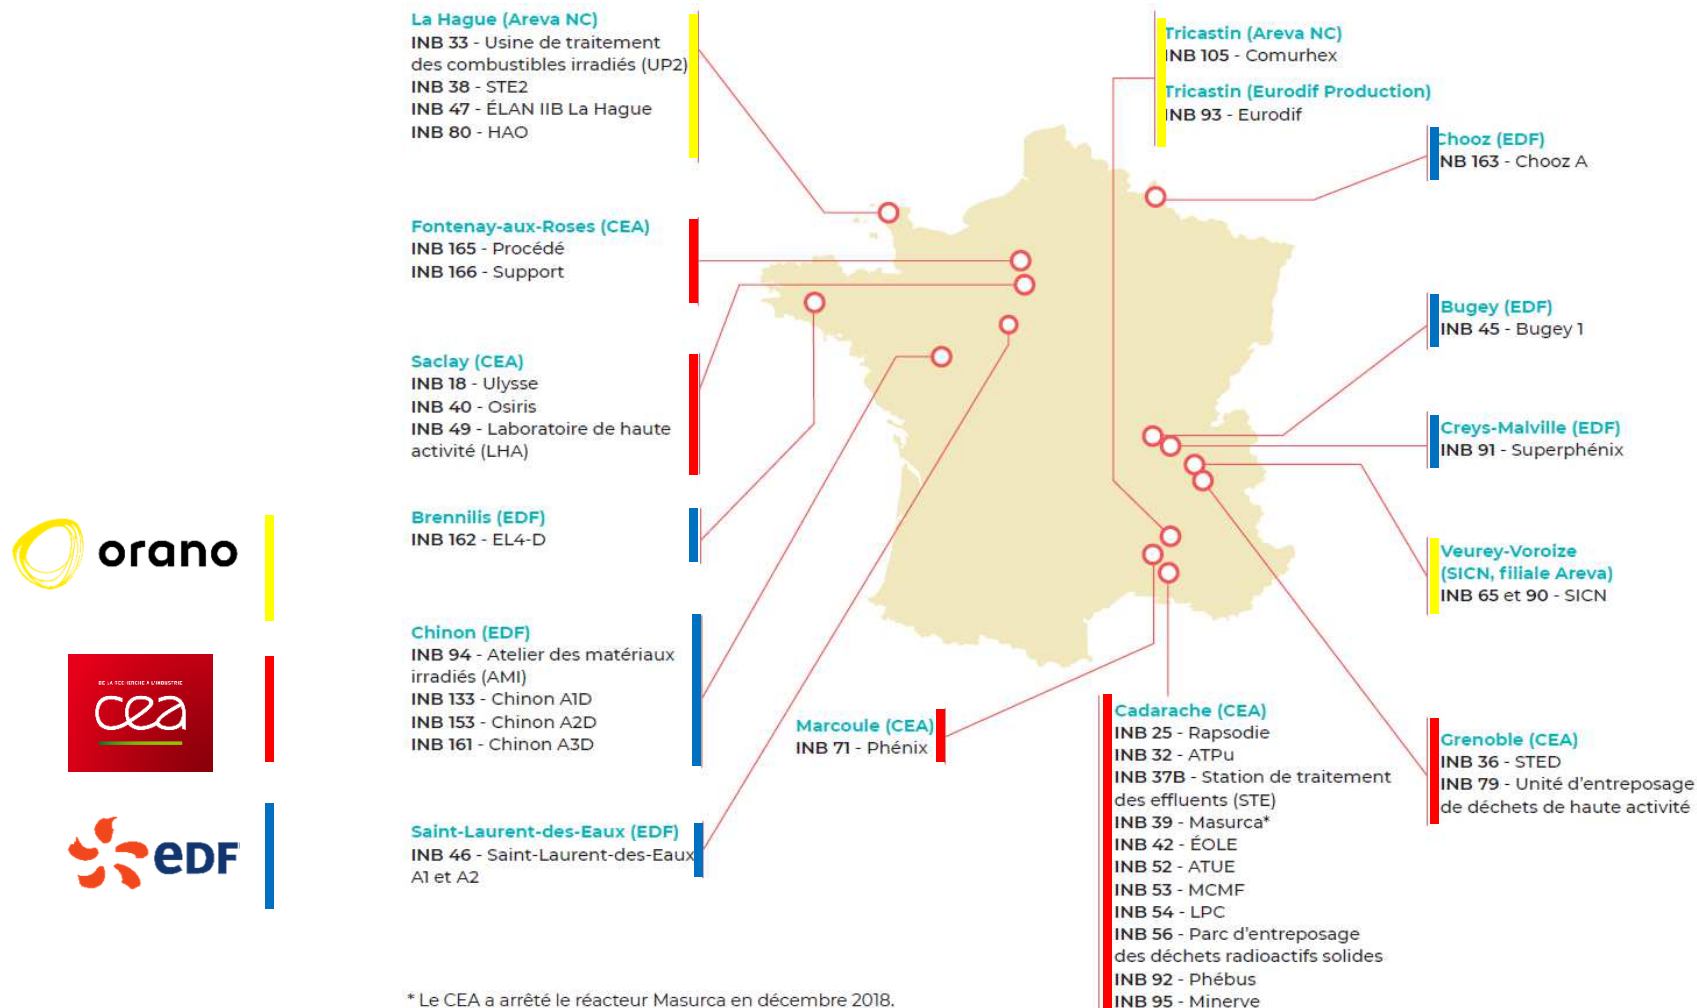 La Hague (Areva NC)
INB 33 - Usine de traitement
des combustibles irradiés (UP2)
INB 38 - STE2
INB 47 - ÉLAN IIB La Hague
INB 80 - HAO
Fontenay-aux-Roses (CEA)
INB 165 - Procédé
INB 166 - Support
Saclay (CEA)
INB 18 - Ulysse
INB 40 - Osiris
INB 49 - Laboratoire de haute
activité (LHA)
Brennilis (EDF)
INB 162 - EL4-D
Chinon (EDF)
INB 94 - Atelier des matériaux
irradiés (AMI)
INB 133 - Chinon A1D
INB 153 - Chinon A2D
INB 161 - Chinon A3D
Saint-Laurent-des-Eaux (EDF)
INB 46 - Saint-Laurent-des-Eaux
A1 et A2
orano
DE LA RECHERCHE À L'INDUSTRIE
cea
eDF
Marcoule (CEA)
INB 71 - Phénix
Cadarache (CEA)
INB 25 - Rapsodie
INB 32 - ATPu
INB 37B - Station de traitement
des effluents (STE)
INB 39 - Masurca*
INB 42 - ÉOLE
INB 52 - ATUE
INB 53 - MCMF
INB 54 - LPC
INB 56 - Parc d'entreposage
des déchets radioactifs solides
INB 92 - Phébus
INB 95 - Minerve
Tricastin (Areva NC)
INB 105 - Comurhex
Tricastin (Eurodif Production)
INB 93 - Eurodif
Chooz (EDF)
NB 163 - Chooz A
Bugey (EDF)
INB 45 - Bugey 1
Creys-Malville (EDF)
INB 91 - Superphénix
Veurey-Voroize
(SICN, filiale Areva)
INB 65 et 90 - SICN
Grenoble (CEA)
INB 36 - STED
INB 79 - Unité d'entreposage
de déchets de haute activité
* Le CEA a arrêté le réacteur Masurca en décembre 2018.